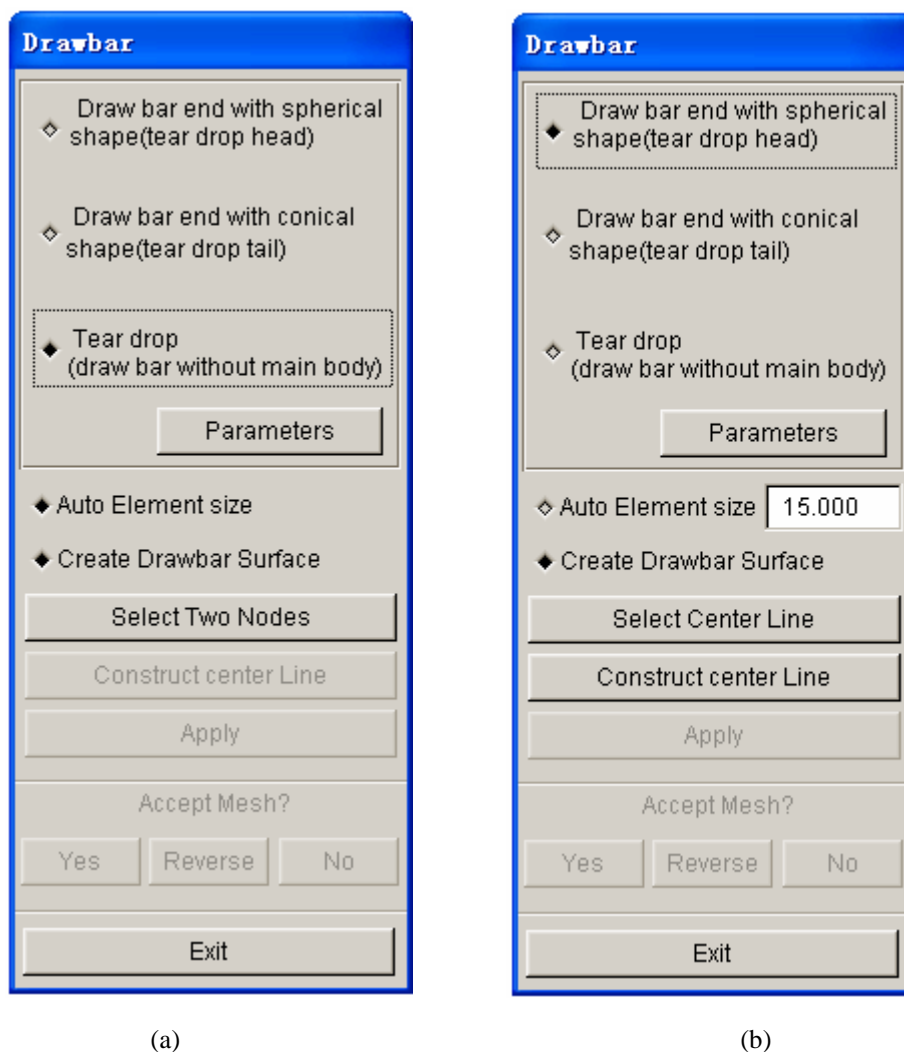 Drawbar
Draw bar end with spherical
shape(tear drop head)
Draw bar end with conical
shape(tear drop tail)
Tear drop
(draw bar without main body)
Parameters
Auto Element size
Create Drawbar Surface
Select Two Nodes
Construct center Line
Apply
Accept Mesh?
Yes Reverse No
Exit
(a)
Drawbar
Draw bar end with spherical
shape(tear drop head)
Draw bar end with conical
shape(tear drop tail)
Tear drop
(draw bar without main body)
Parameters
Auto Element size 15.000
Create Drawbar Surface
Select Center Line
Construct center Line
Apply
Accept Mesh?
Yes Reverse No
Exit
(b)